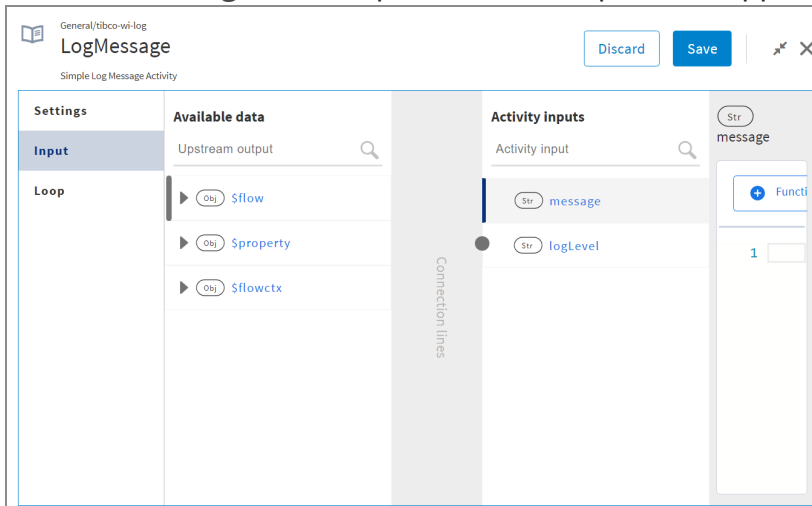 General/tibco-wi-log
LogMessage
Simple Log Message Activity
Discard
Save
Settings
Input
Loop
Available data
Upstream output
Obj $flow
Obj $property
Obj $flowctx
Connection lines
Activity inputs
Activity input
Str message
Str logLevel
Str
message
Functi
1